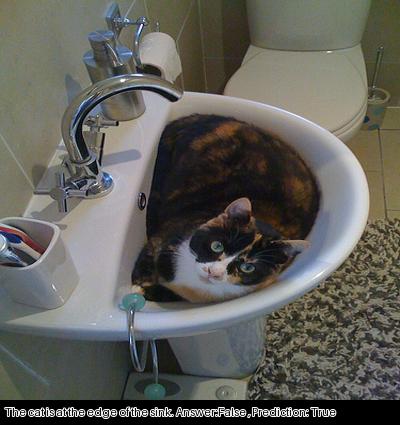 The cat is at the edge of the sink. Answer:False , Prediction: True